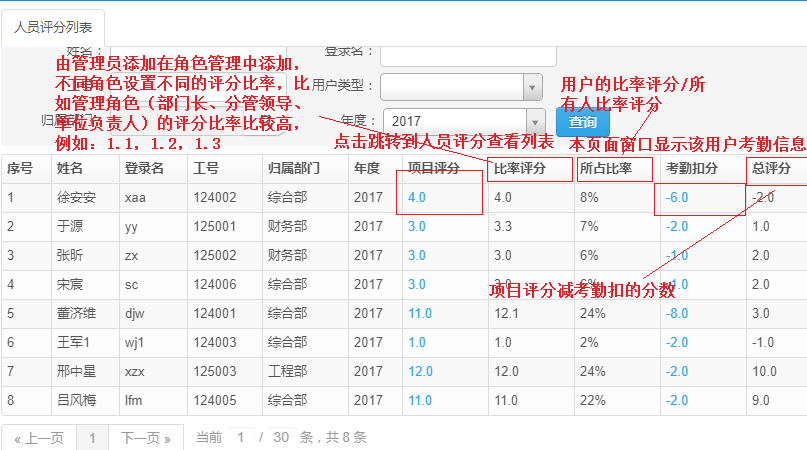 人员评分列表
姓名：
登录名：
由管理员添加在角色管理中添加，
不同角色设置不同的评分比率，比
如管理角色（部门长、分管领导、
单位负责人）的评分比率比较高，
例如：1.1，1.2，1.3
用户类型：
用户的比率评分/所
有人比率评分
归属部
年度：
2017
查询
点击跳转到人员评分查看列表
本页面窗口显示该用户考勤信息
序号 姓名 登录名 工号 归属部门 年度 项目评分 比率评分 所占比率 考勤扣分 总评分
1 徐安安 xaa 124002 综合部 2017 4.0 4.0 8% -6.0 -2.0
2 于源 yy 125001 财务部 2017 3.0 3.3 7% -2.0 1.0
3 张昕 zx 125002 财务部 2017 3.0 3.0 6% -1.0 2.0
4 宋宸 sc 124006 综合部 2017 3.0 3.0 6% -1.0 2.0
项目评分减考勤扣的分数
5 董济维 djw 124001 综合部 2017 11.0 12.1 24% -8.0 3.0
6 王军1 wj1 124003 综合部 2017 1.0 1.0 2% -2.0 -1.0
7 邢中星 xzx 125003 工程部 2017 12.0 12.0 24% -2.0 10.0
8 吕风梅 lfm 124005 综合部 2017 11.0 11.0 22% -2.0 9.0
« 上一页 1 下一页 » 当前 1 / 30 条，共 8 条